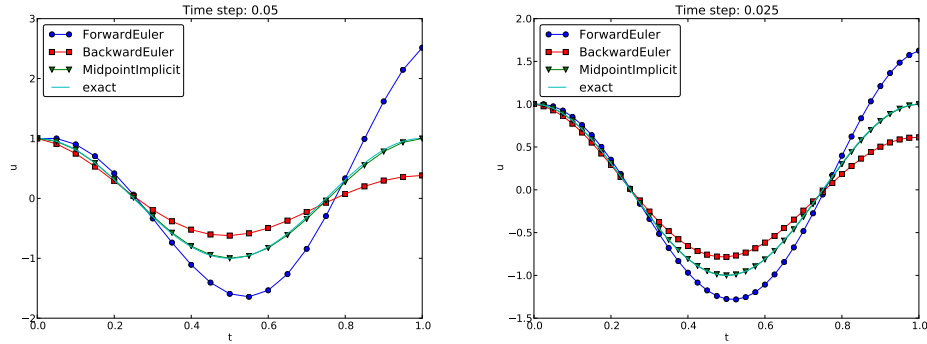 Time step: 0.05
ForwardEuler
BackwardEuler
MidpointImplicit
exact
3
2
1
0
−1
−2
u
0.0 0.2 0.4 0.6 0.8 1.0
t
Time step: 0.025
ForwardEuler
BackwardEuler
MidpointImplicit
exact
2.0
1.5
1.0
0.5
0.0
−0.5
−1.0
−1.5
u
0.0 0.2 0.4 0.6 0.8 1.0
t